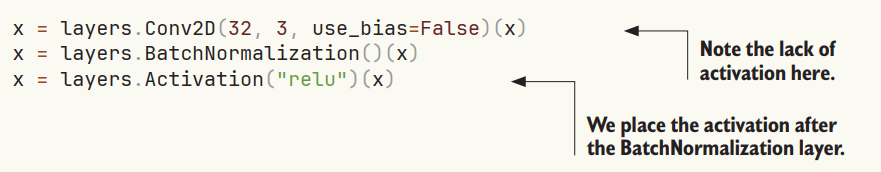 x = layers.Conv2D(32, 3, use_bias=False)(x)
x = layers.BatchNormalization()(x)
x = layers.Activation("relu")(x)
Note the lack of
activation here.
We place the activation after
the BatchNormalization layer.